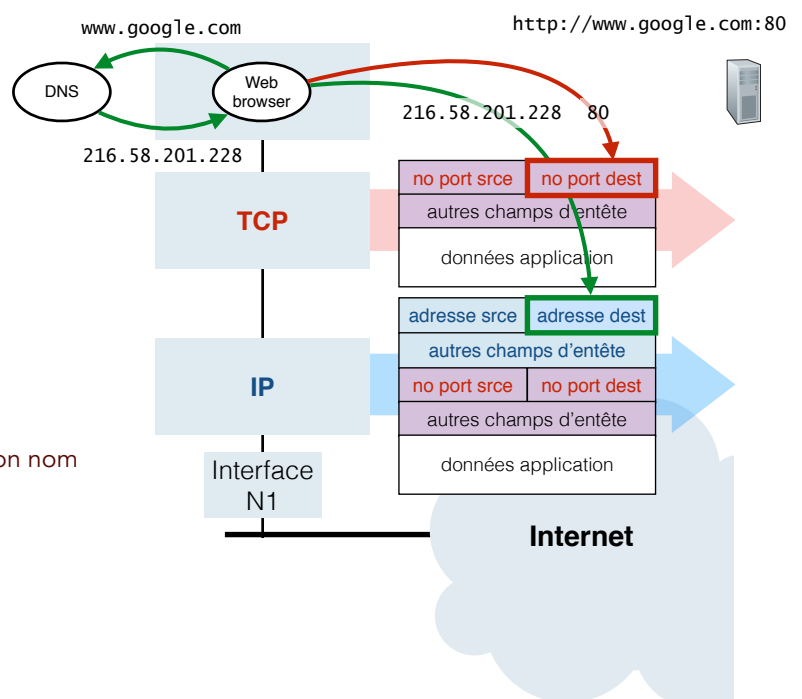 www.google.com
http://www.google.com:80
DNS
Web
browser
216.58.201.228 80
216.58.201.228
no port srce no port dest
TCP
autres champs d'entête
données application
adresse srce adresse dest
autres champs d'entête
IP
no port srce no port dest
autres champs d'entête
on nom
données application
Interface
N1
Internet